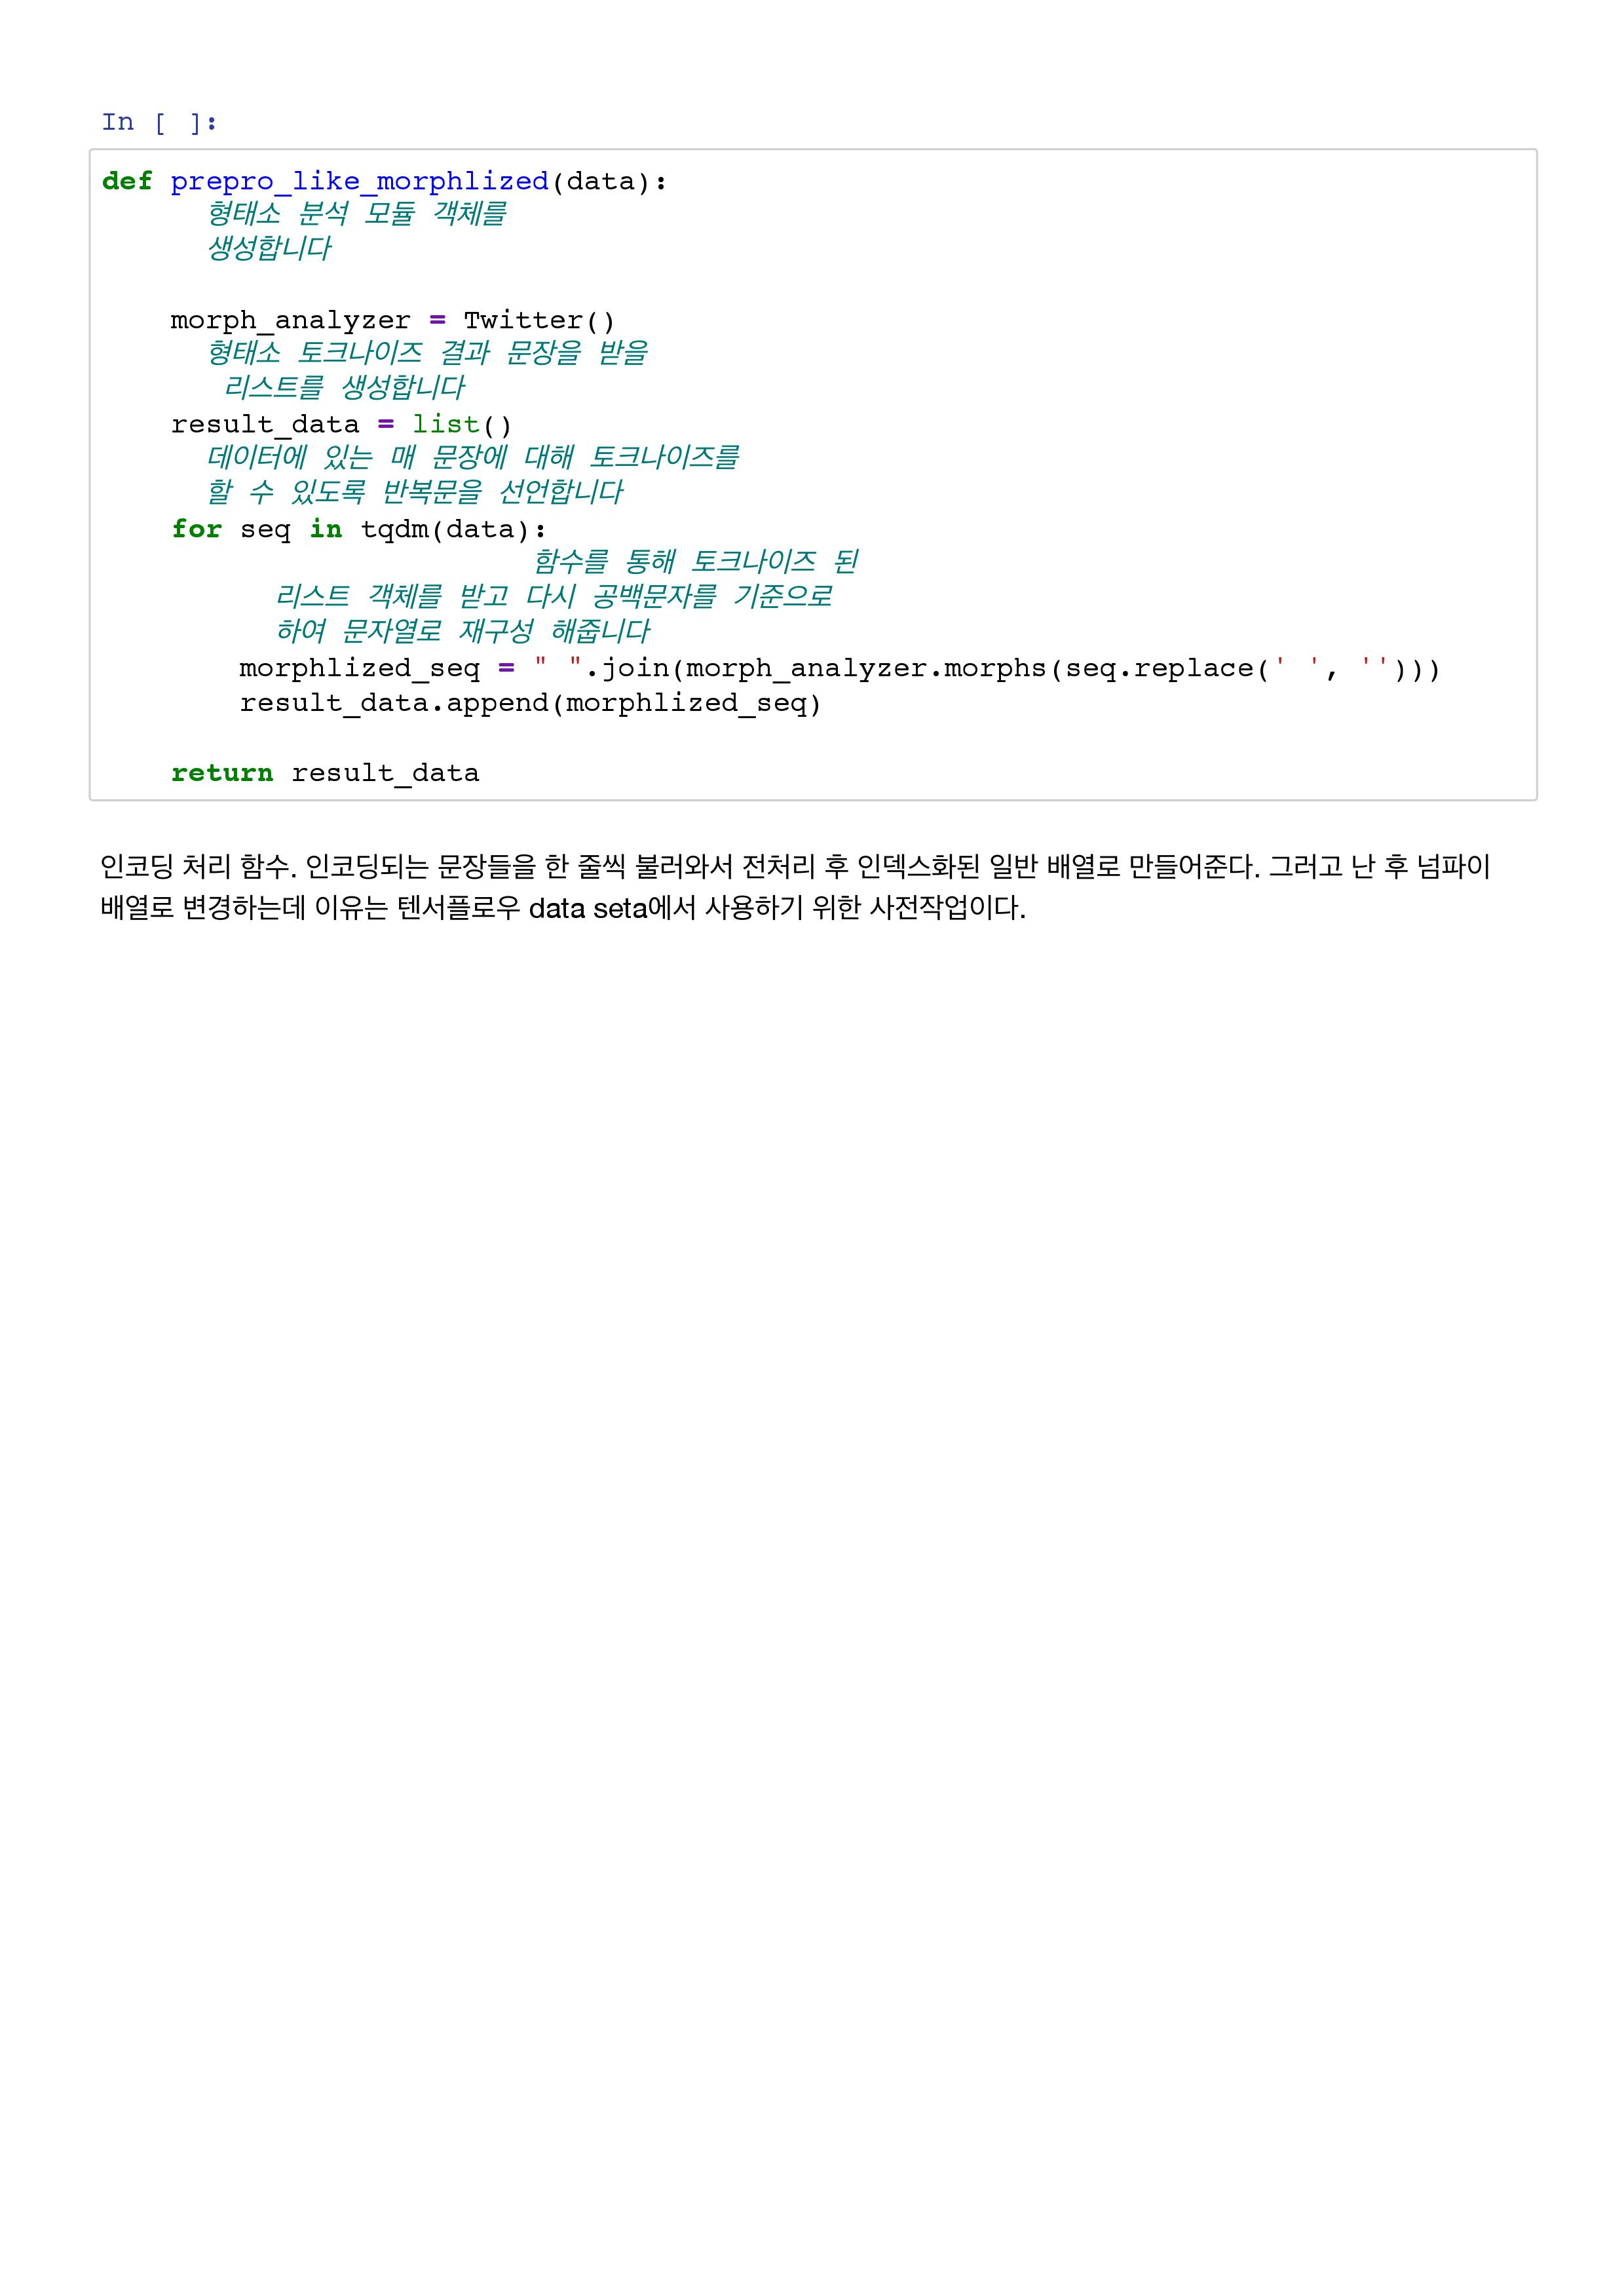 In [ ]:
def prepro_like_morphlized(data):
형태소 분석 모듈 객체를
생성합니다
morph_analyzer = Twitter()
형태소 토크나이즈 결과 문장을 받을
리스트를 생성합니다
result_data = list()
데이터에 있는 매 문장에 대해 토크나이즈를
할 수 있도록 반복문을 선언합니다
for seq in tqdm(data):
함수를 통해 토크나이즈 된
리스트 객체를 받고 다시 공백문자를 기준으로
하여 문자열로 재구성 해줍니다
morphlized_seq = " ".join(morph_analyzer.morphs(seq.replace(' ', '')))
result_data.append(morphlized_seq)
return result_data
인코딩 처리 함수. 인코딩되는 문장들을 한 줄씩 불러와서 전처리 후 인덱스화된 일반 배열로 만들어준다. 그러고 난 후 넘파이
배열로 변경하는데 이유는 텐서플로우 data seta에서 사용하기 위한 사전작업이다.